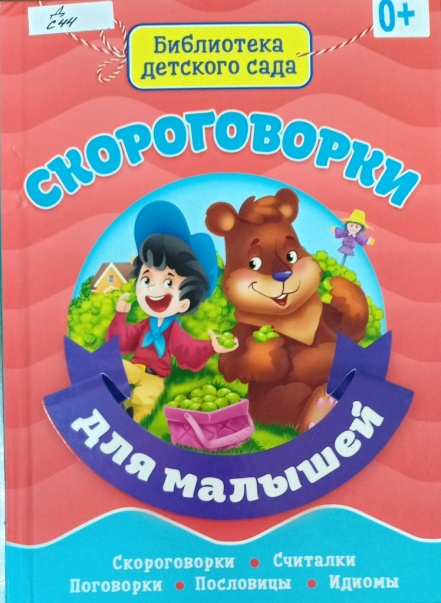 Д
С44
0+
Библиотека
детского сада
СКОРОГОВОРКИ
для малышей
Скороговорки • Считалки
Поговорки • Пословицы • Идиомы